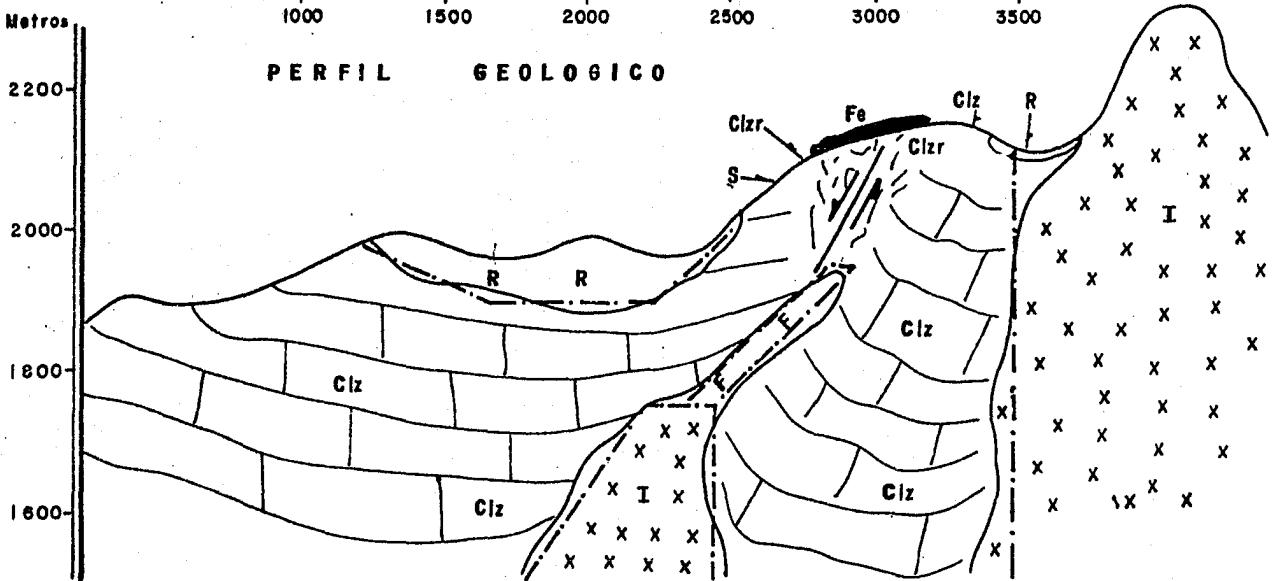 Metros 1000 1500 2000 2500 3000 3500
PERFIL GEOLOGICO
2200
Clzr Fe Clz R
Clzr
S
2000
I
R R
F
Clz
1800
Clz
F
I
Clz
Clz
1600